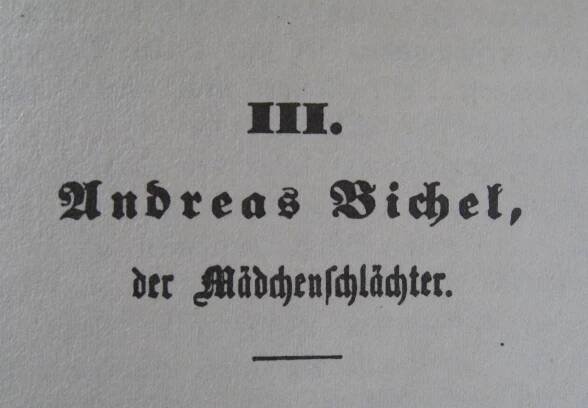 III.
Andreas Bichel,
der Mädchenſchlächter.